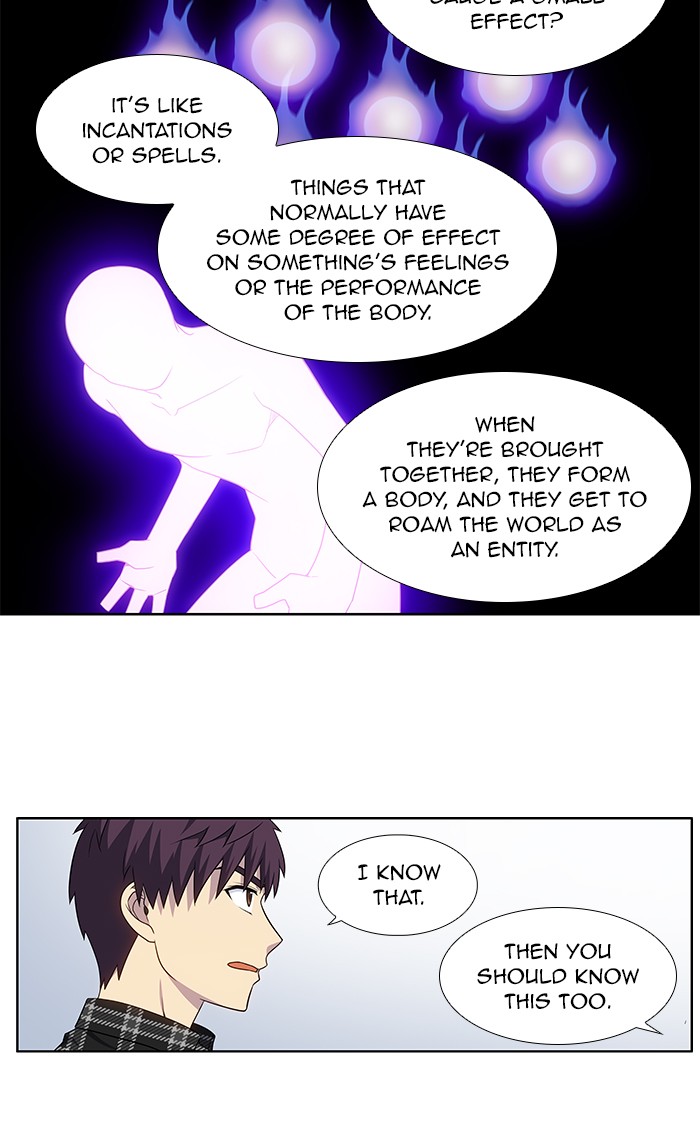 EFFECT?
IT'S LIKE
INCANTATIONS
OR SPELLS.
THINGS THAT
NORMALLY HAVE
SOME DEGREE OF EFFECT
ON SOMETHING'S FEELINGS
OR THE PERFORMANCE
OF THE BODY.
WHEN
THEY'RE BROUGHT
TOGETHER, THEY FORM
A BODY, AND THEY GET TO
ROAM THE WORLD AS
AN ENTITY.
I KNOW
THAT.
THEN YOU
SHOULD KNOW
THIS TOO.